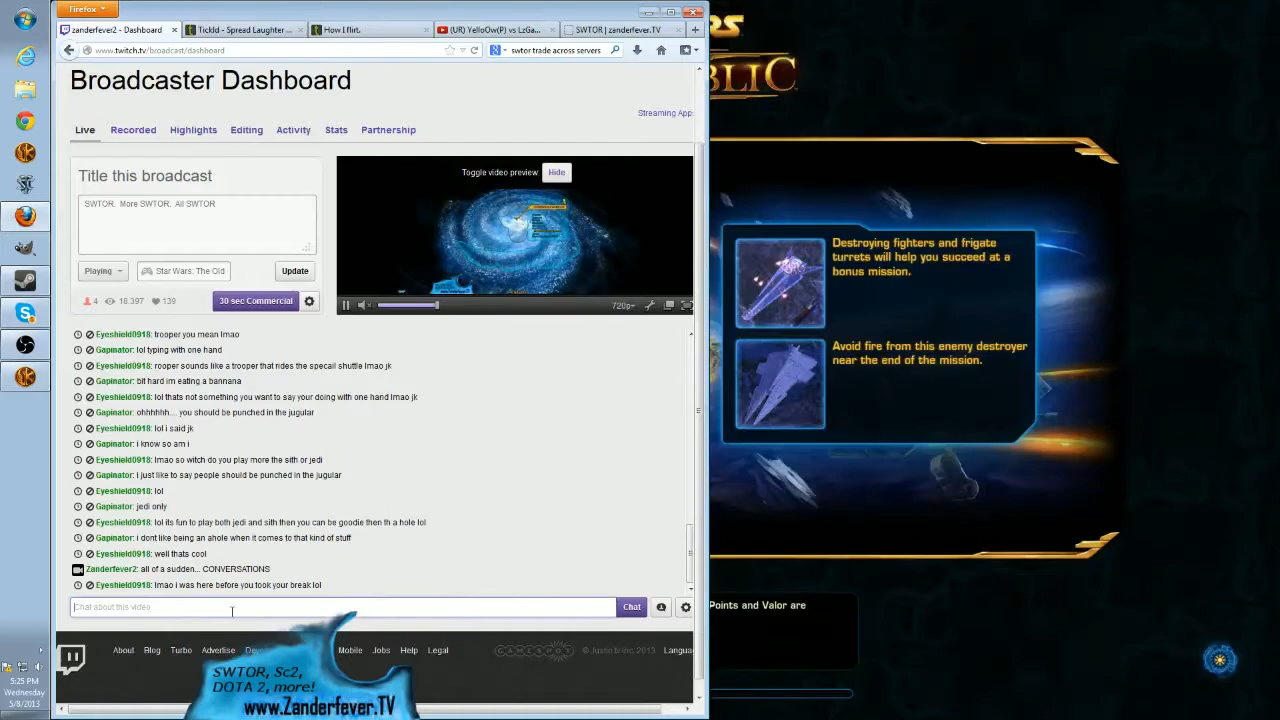 Firefox
zanderfever2 - Dashboard
Tickld - Spread Laughter ...
How I flirt.
(UR) YelloOw(P) vs LzGa...
SWTOR | zanderfever.TV
www.twitch.tv/broadcast/dashboard
swtor trade across servers
Broadcaster Dashboard
Streaming App
Live Recorded Highlights Editing Activity Stats Partnership
Title this broadcast
SWTOR. More SWTOR. All SWTOR
Toggle video preview: Hide
Playing
Star Wars: The Old
Update
4 18,397 139
30 sec Commercial
720p+
Eyeshield0918: trooper you mean lmao
Gapinator: lol typing with one hand
Eyeshield0918: rooper sounds like a trooper that rides the specail shuttle lmao jk
Gapinator: bit hard im eating a bannana
Eyeshield0918: lol thats not something you want to say your doing with one hand lmao jk
Gapinator: ohhhhhh.... you should be punched in the jugular
Eyeshield0918: lol i said jk
Gapinator: i know so am i
Eyeshield0918: lmao so witch do you play more the sith or jedi
Gapinator: i just like to say people should be punched in the jugular
Eyeshield0918: lol
Gapinator: jedi only
Eyeshield0918: lol its fun to play both jedi and sith then you can be goodie then th a hole lol
Gapinator: i dont like being an ahole when it comes to that kind of stuff
Eyeshield0918: well thats cool
Zanderfever2: all of a sudden... CONVERSATIONS
Eyeshield0918: lmao i was here before you took your break lol
Chat about this video
Chat
About Blog Turbo Advertise Mobile Jobs Help Legal
GAMESPOT
© Justin.tv, Inc. 2013
Langua
SWTOR, Sc2,
DOTA 2, more!
www.Zanderfever.TV
5:25 PM
Wednesday
5/8/2013
Destroying fighters and frigate
turrets will help you succeed at a
bonus mission.
Avoid fire from this enemy destroyer
near the end of the mission.
Points and Valor are